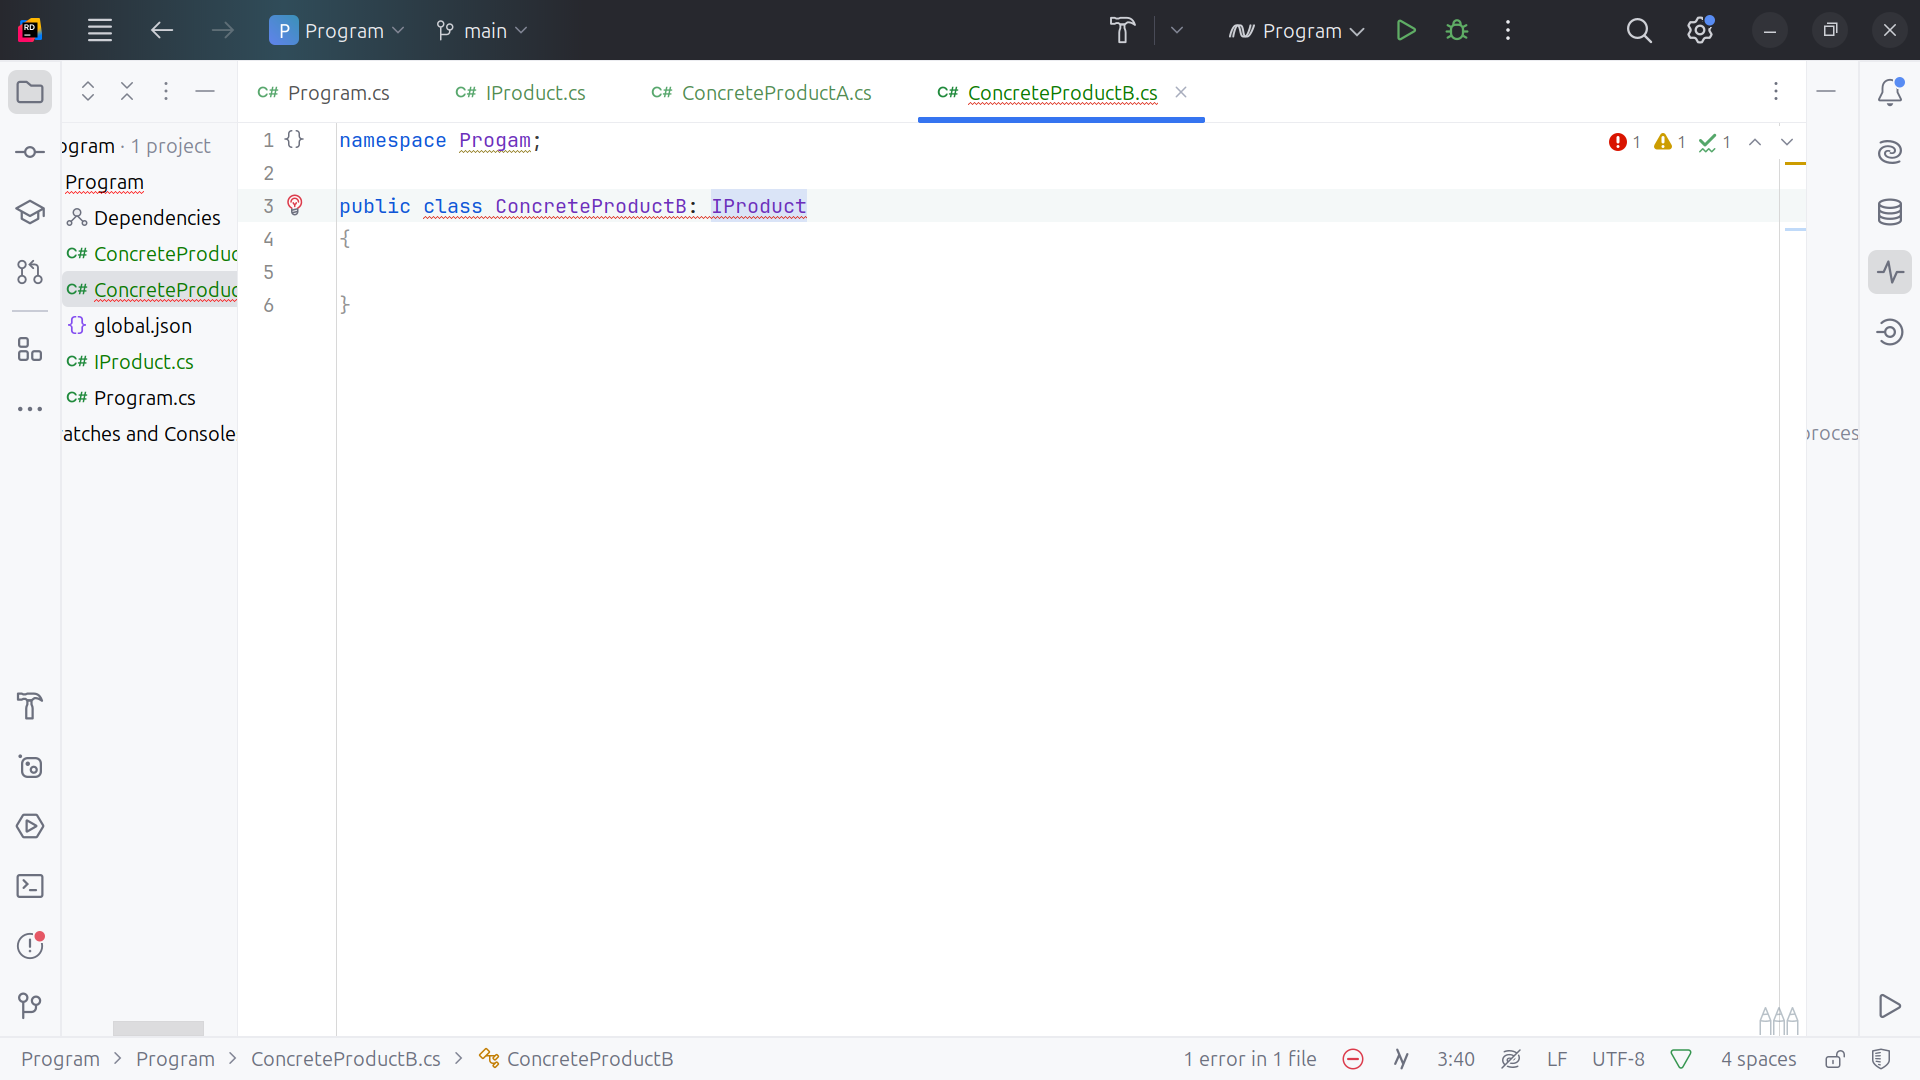 P Program main Program
C# Program.cs C# IProduct.cs C# ConcreteProductA.cs C# ConcreteProductB.cs
ogram · 1 project
Program
Dependencies
C# ConcreteProduc
C# ConcreteProduc
{} global.json
C# IProduct.cs
C# Program.cs
atches and Console
1 {} namespace Progam;
2
3 public class ConcreteProductB: IProduct
4 {
5
6 }
1 1 1
proces
Program > Program > ConcreteProductB.cs > ConcreteProductB 1 error in 1 file 3:40 LF UTF-8 4 spaces